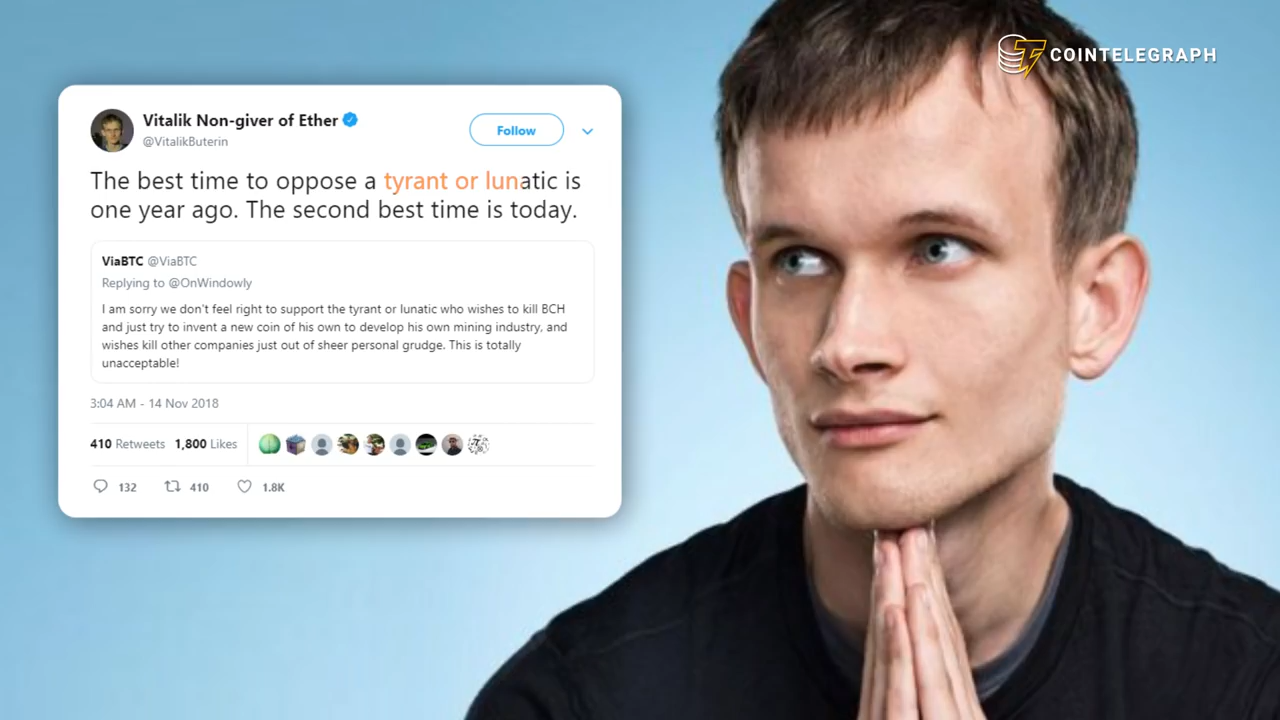 COINTELEGRAPH
Vitalik Non-giver of Ether
@VitalikButerin
Follow
The best time to oppose a tyrant or lunatic is
one year ago. The second best time is today.
ViaBTC @ViaBTC
Replying to @OnWindowly
I am sorry we don't feel right to support the tyrant or lunatic who wishes to kill BCH
and just try to invent a new coin of his own to develop his own mining industry, and
wishes kill other companies just out of sheer personal grudge. This is totally
unacceptable!
3:04 AM - 14 Nov 2018
410 Retweets 1,800 Likes
132 410 1.8K